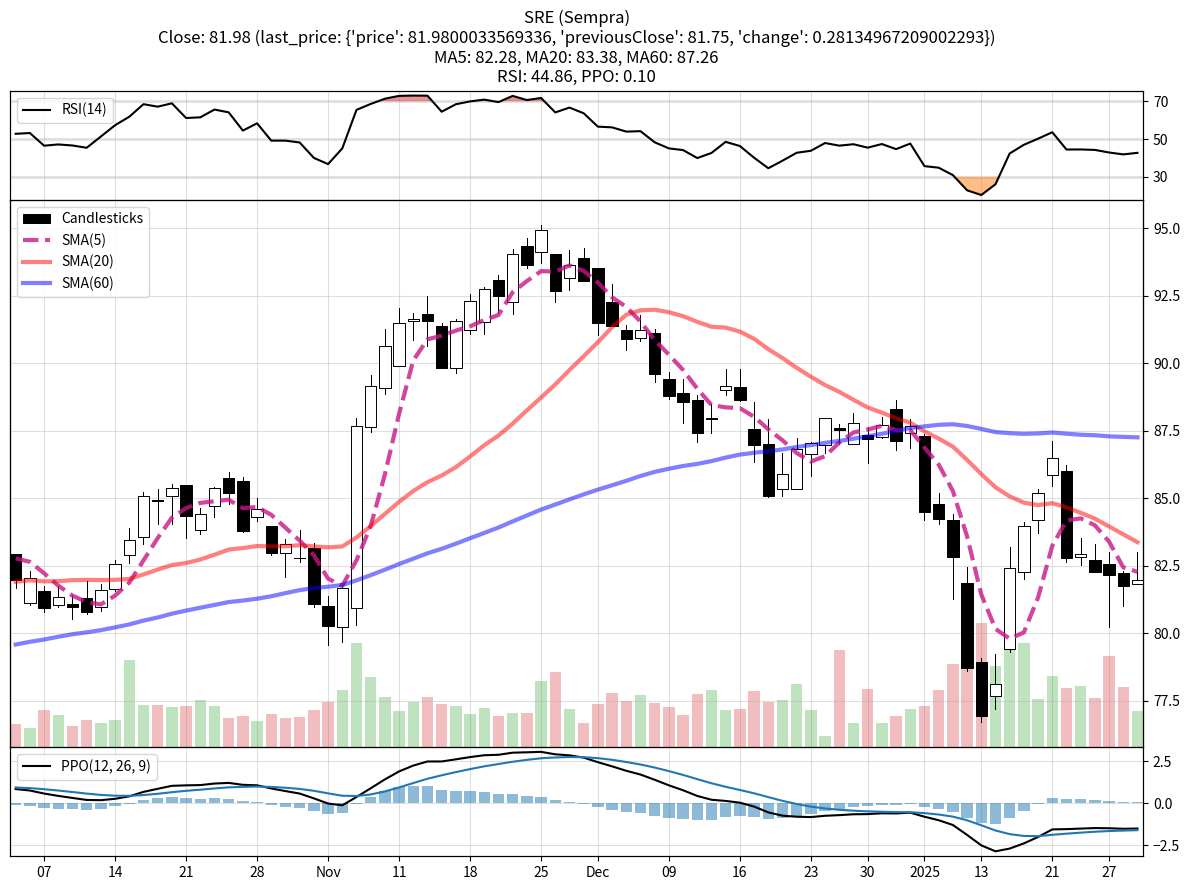 SRE (Sempra)
Close: 81.98 (last_price: {'price': 81.9800033569336, 'previousClose': 81.75, 'change': 0.28134967209002293})
MA5: 82.28, MA20: 83.38, MA60: 87.26
RSI: 44.86, PPO: 0.10
RSI(14)
70
50
30
Candlesticks
SMA(5)
SMA(20)
SMA(60)
95.0
92.5
90.0
87.5
85.0
82.5
80.0
77.5
PPO(12, 26, 9)
2.5
0.0
−2.5
07 14 21 28 Nov 11 18 25 Dec 09 16 23 30 2025 13 21 27